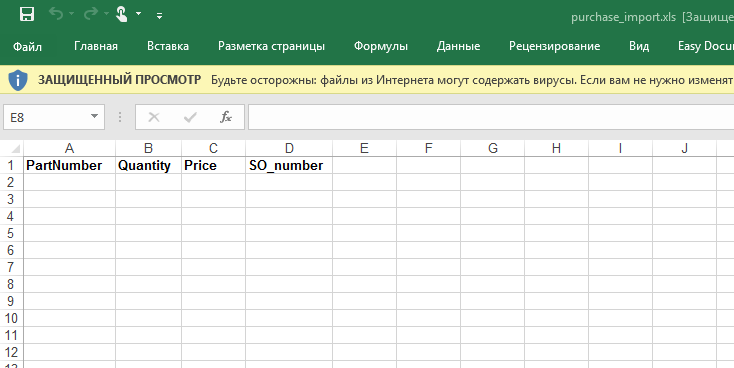 purchase_import.xls [Защище
Файл Главная Вставка Разметка страницы Формулы Данные Рецензирование Вид Easy Docu
ЗАЩИЩЕННЫЙ ПРОСМОТР Будьте осторожны: файлы из Интернета могут содержать вирусы. Если вам не нужно изменят
E8 fx
A B C D E F G H I J
1 PartNumber Quantity Price SO_number
2
3
4
5
6
7
8
9
10
11
12
13